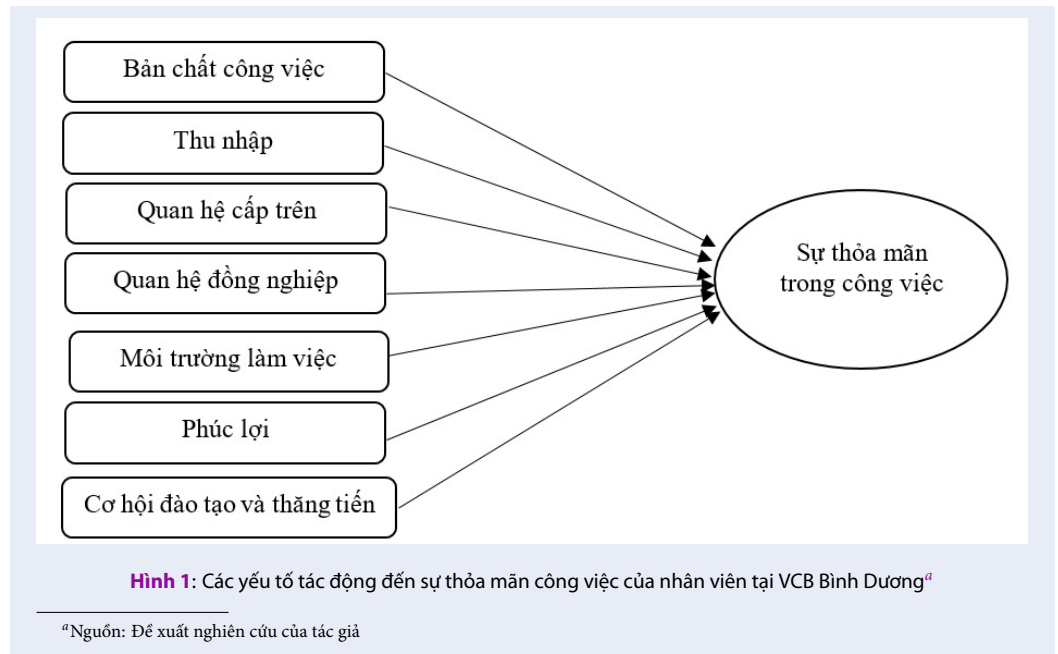 Bản chất công việc
Thu nhập
Quan hệ cấp trên
Quan hệ đồng nghiệp
Môi trường làm việc
Phúc lợi
Cơ hội đào tạo và thăng tiến
Sự thỏa mãn
trong công việc
Hình 1: Các yếu tố tác động đến sự thỏa mãn công việc của nhân viên tại VCB Bình Dươngᵃ
ᵃNguồn: Đề xuất nghiên cứu của tác giả